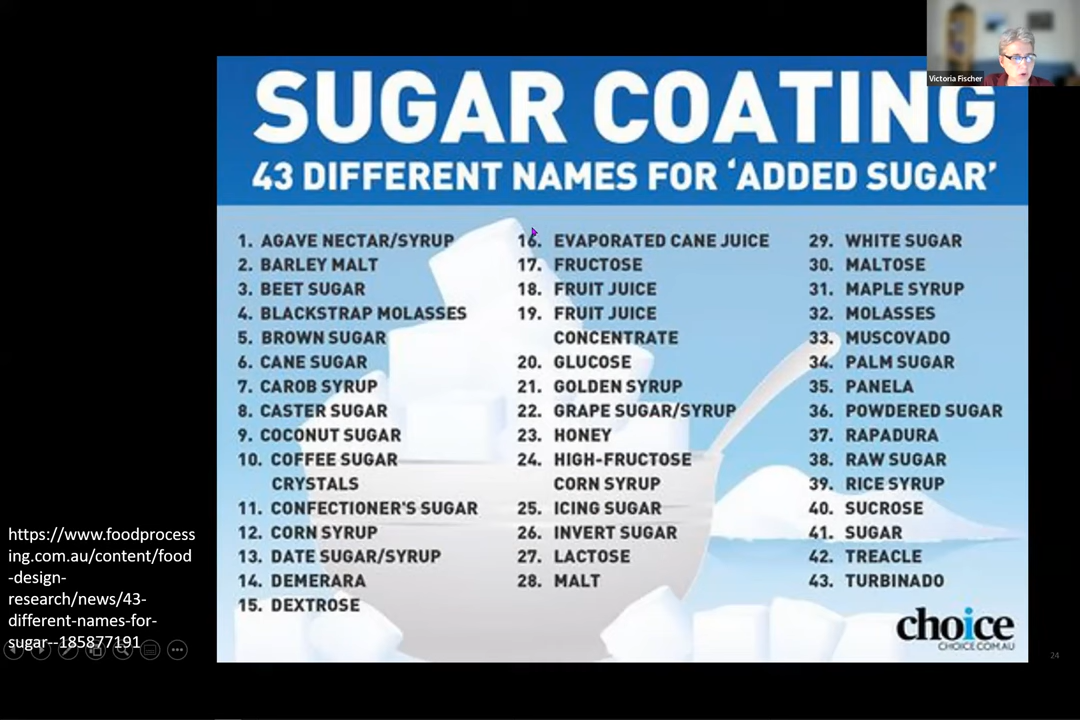 Victoria Fischer
SUGAR COATING
43 DIFFERENT NAMES FOR ‘ADDED SUGAR’
1. AGAVE NECTAR/SYRUP
2. BARLEY MALT
3. BEET SUGAR
4. BLACKSTRAP MOLASSES
5. BROWN SUGAR
6. CANE SUGAR
7. CAROB SYRUP
8. CASTER SUGAR
9. COCONUT SUGAR
10. COFFEE SUGAR
CRYSTALS
11. CONFECTIONER'S SUGAR
12. CORN SYRUP
13. DATE SUGAR/SYRUP
14. DEMERARA
15. DEXTROSE
16. EVAPORATED CANE JUICE
17. FRUCTOSE
18. FRUIT JUICE
19. FRUIT JUICE
CONCENTRATE
20. GLUCOSE
21. GOLDEN SYRUP
22. GRAPE SUGAR/SYRUP
23. HONEY
24. HIGH-FRUCTOSE
CORN SYRUP
25. ICING SUGAR
26. INVERT SUGAR
27. LACTOSE
28. MALT
29. WHITE SUGAR
30. MALTOSE
31. MAPLE SYRUP
32. MOLASSES
33. MUSCOVADO
34. PALM SUGAR
35. PANELA
36. POWDERED SUGAR
37. RAPADURA
38. RAW SUGAR
39. RICE SYRUP
40. SUCROSE
41. SUGAR
42. TREACLE
43. TURBINADO
choice
CHOICE.COM.AU
https://www.foodprocess
ing.com.au/content/food
-design-
research/news/43-
different-names-for-
sugar--185877191
24